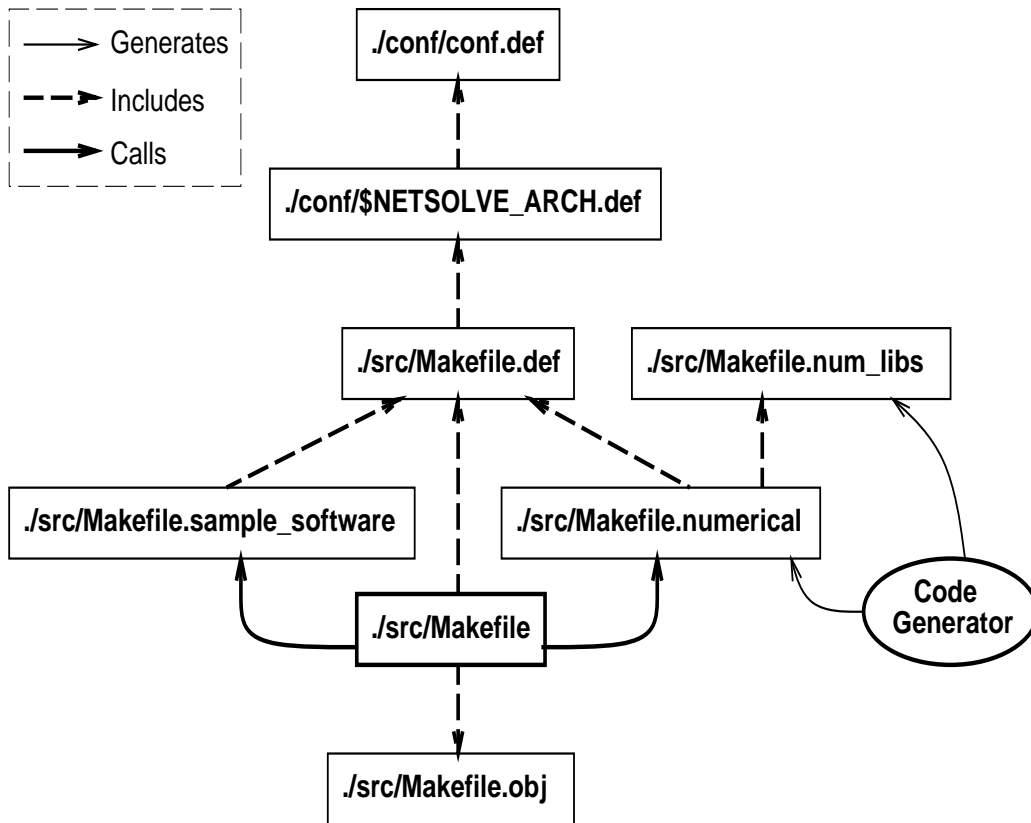 Generates
Includes
Calls
./conf/conf.def
./conf/$NETSOLVE_ARCH.def
./src/Makefile.def
./src/Makefile.num_libs
./src/Makefile.sample_software
./src/Makefile.numerical
./src/Makefile
Code
Generator
./src/Makefile.obj